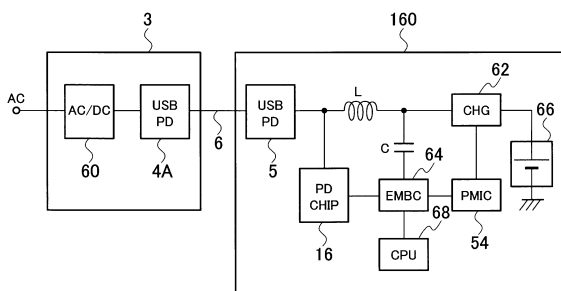 3
160
AC
AC/DC
USB
PD
60
4A
6
USB
PD
5
L
C
PD
CHIP
16
62
CHG
66
64
EMBC
PMIC
54
68
CPU